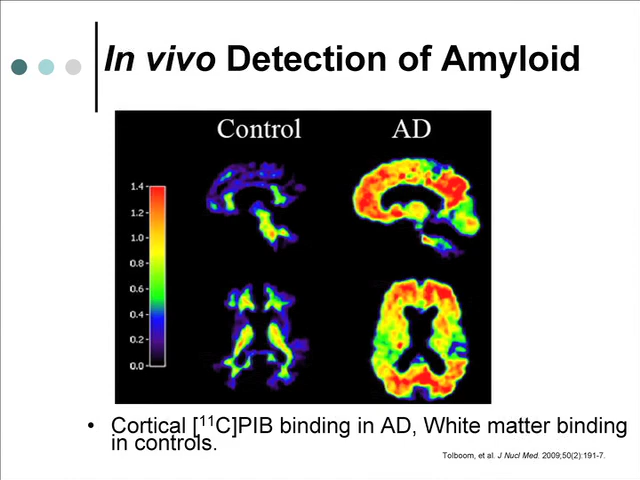 In vivo Detection of Amyloid
Control AD
1.4
1.2
1.0
0.8
0.6
0.4
0.2
0.0
• Cortical [¹¹C]PIB binding in AD, White matter binding
in controls.
Tolboom, et al. J Nucl Med. 2009;50(2):191-7.